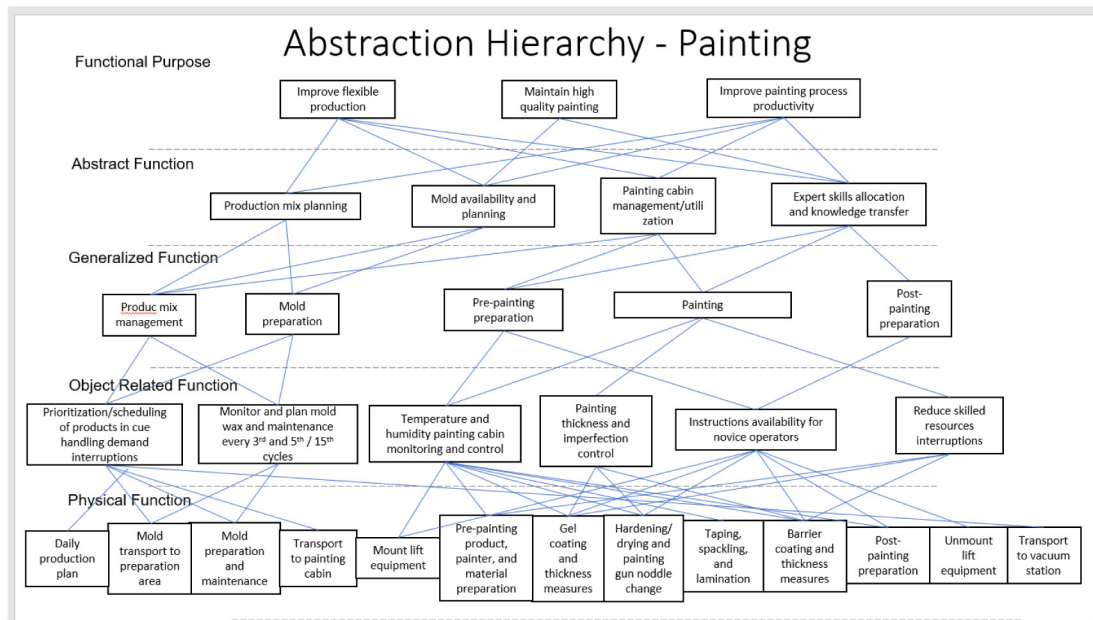 Abstraction Hierarchy - Painting
Functional Purpose
Improve flexible
production
Maintain high
quality painting
Improve painting process
productivity
Abstract Function
Production mix planning
Mold availability and
planning
Painting cabin
management/utili
zation
Expert skills allocation
and knowledge transfer
Generalized Function
Produc mix
management
Mold
preparation
Pre-painting
preparation
Painting
Post-
painting
preparation
Object Related Function
Prioritization/scheduling
of products in cue
handling demand
interruptions
Monitor and plan mold
wax and maintenance
every 3rd and 5th / 15th
cycles
Temperature and
humidity painting cabin
monitoring and control
Painting
thickness and
imperfection
control
Instructions availability for
novice operators
Reduce skilled
resources
interruptions
Physical Function
Daily
production
plan
Mold
transport to
preparation
area
Mold
preparation
and
maintenance
Transport
to painting
cabin
Mount lift
equipment
Pre-painting
product,
painter, and
material
preparation
Gel
coating
and
thickness
measures
Hardening/
drying and
painting
gun noddle
change
Taping,
spackling,
and
lamination
Barrier
coating and
thickness
measures
Post-
painting
preparation
Unmount
lift
equipment
Transport
to vacuum
station